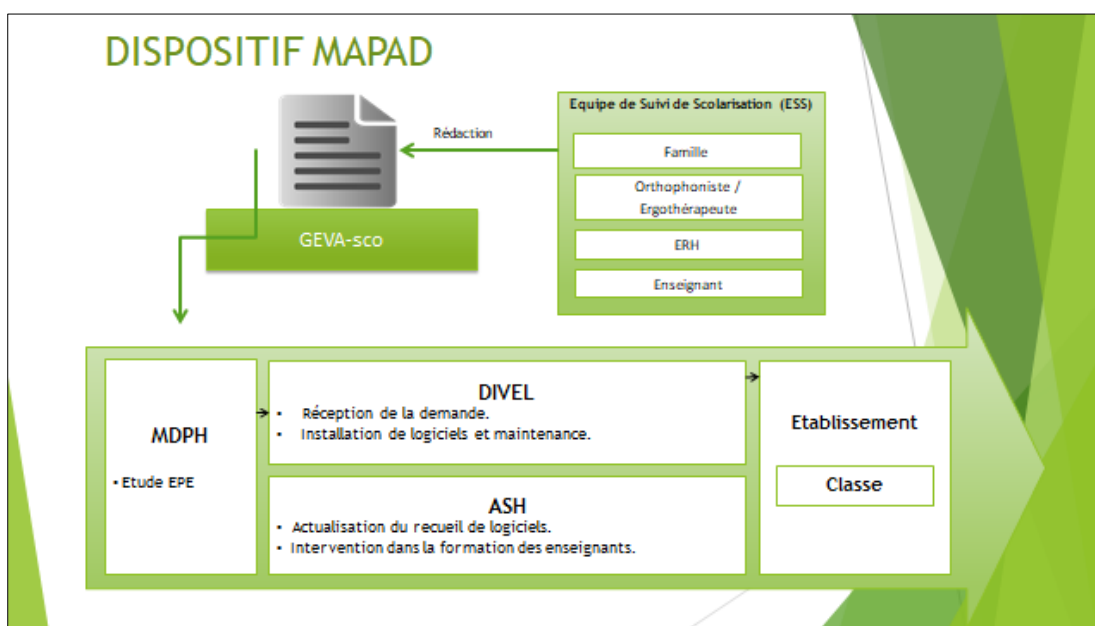 DISPOSITIF MAPAD
Equipe de Suivi de Scolarisation (ESS)
Rédaction
Famille
Orthophoniste /
Ergothérapeute
ERH
Enseignant
GEVA-sco
MDPH
▪ Etude EPE
DIVEL
▪ Réception de la demande.
▪ Installation de logiciels et maintenance.
ASH
▪ Actualisation du recueil de logiciels.
▪ Intervention dans la formation des enseignants.
Etablissement
Classe